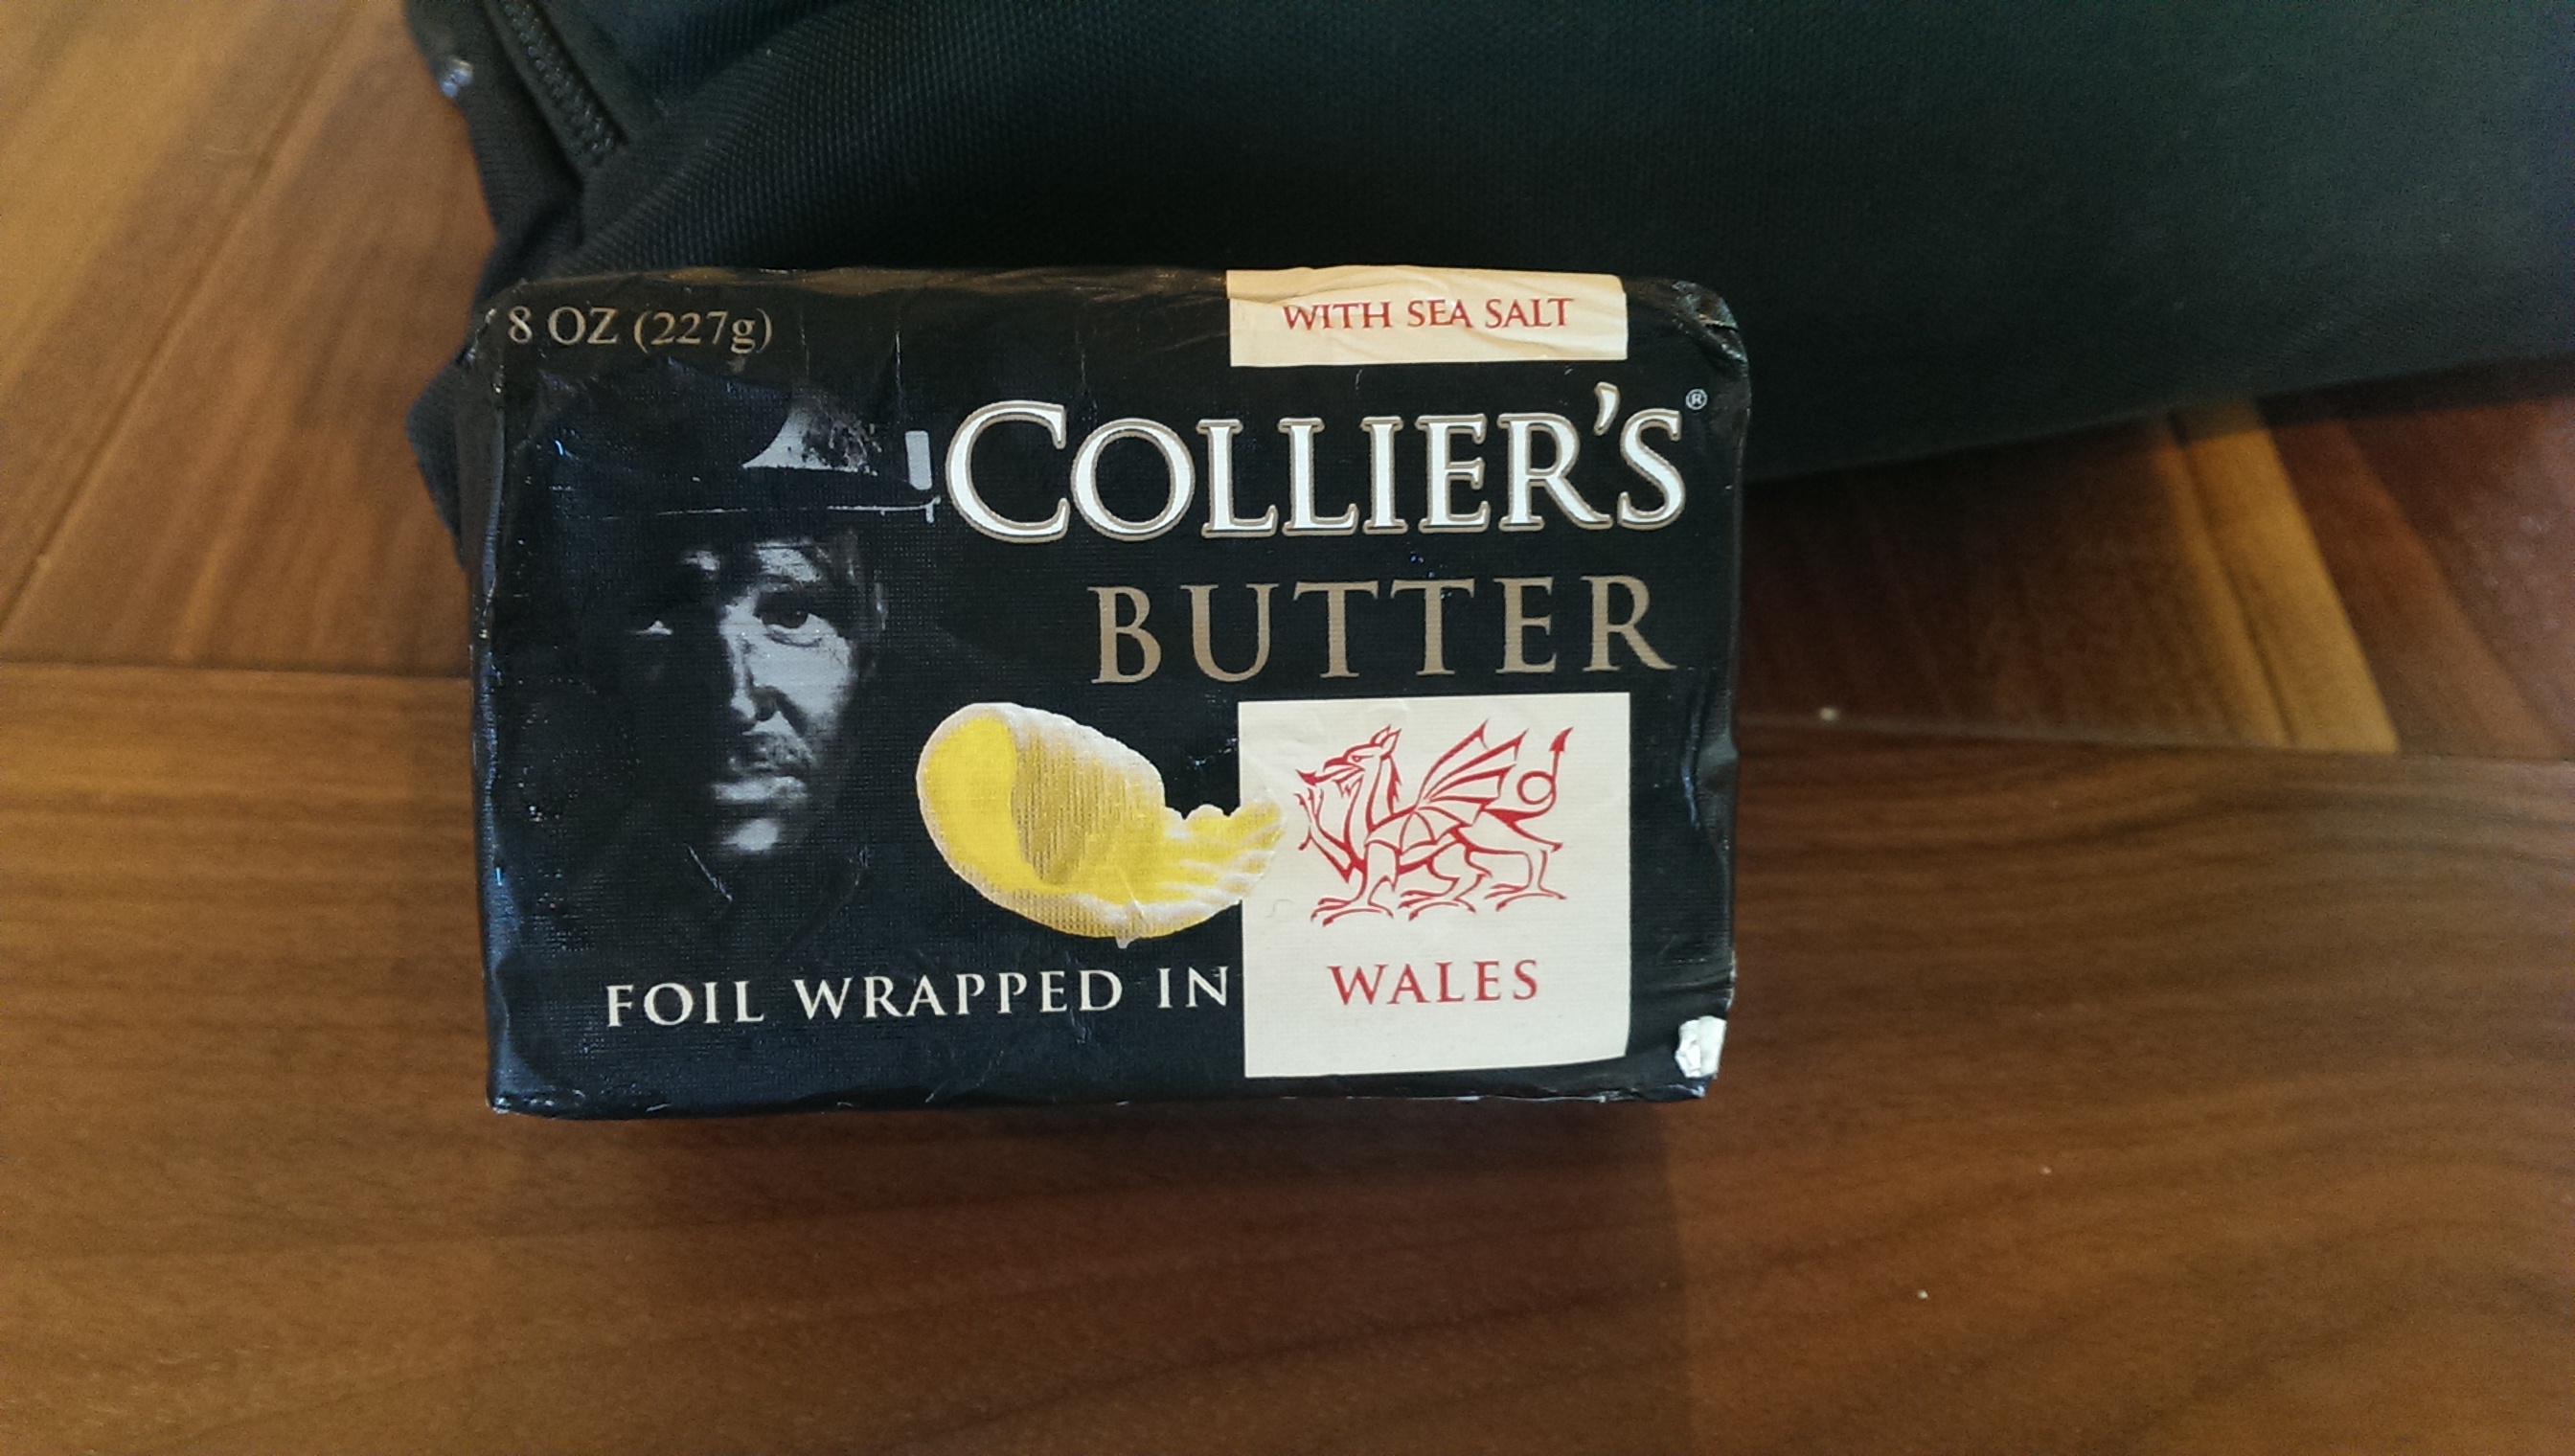 8 OZ (227g)
WITH SEA SALT
COLLIER'S®
BUTTER
FOIL WRAPPED IN WALES